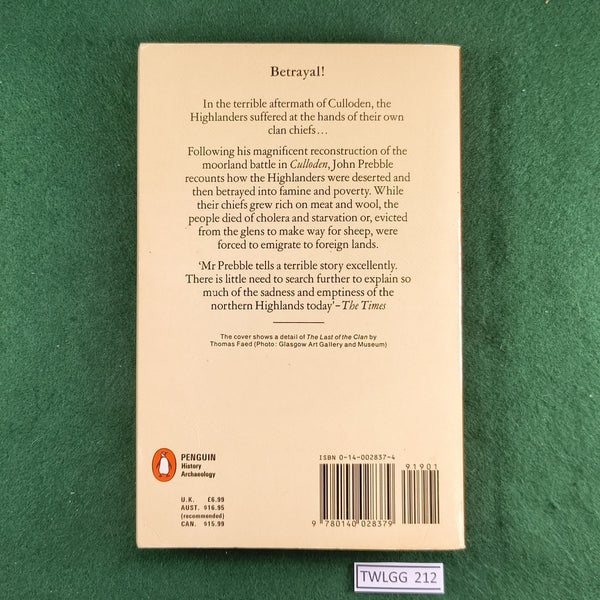 Betrayal!
In the terrible aftermath of Culloden, the
Highlanders suffered at the hands of their own
clan chiefs...
Following his magnificent reconstruction of the
moorland battle in Culloden, John Prebble
recounts how the Highlanders were deserted and
then betrayed into famine and poverty. While
their chiefs grew rich on meat and wool, the
people died of cholera and starvation or, evicted
from the glens to make way for sheep, were
forced to emigrate to foreign lands.
‘Mr Prebble tells a terrible story excellently.
There is little need to search further to explain so
much of the sadness and emptiness of the
northern Highlands today’ – The Times
The cover shows a detail of The Last of the Clan by
Thomas Faed (Photo: Glasgow Art Gallery and Museum)
PENGUIN
History
Archaeology
U.K. £6.99
AUST. $16.95
(recommended)
CAN. $15.99
ISBN 0-14-002837-4
91901
9 780140 028379
TWLGG 212